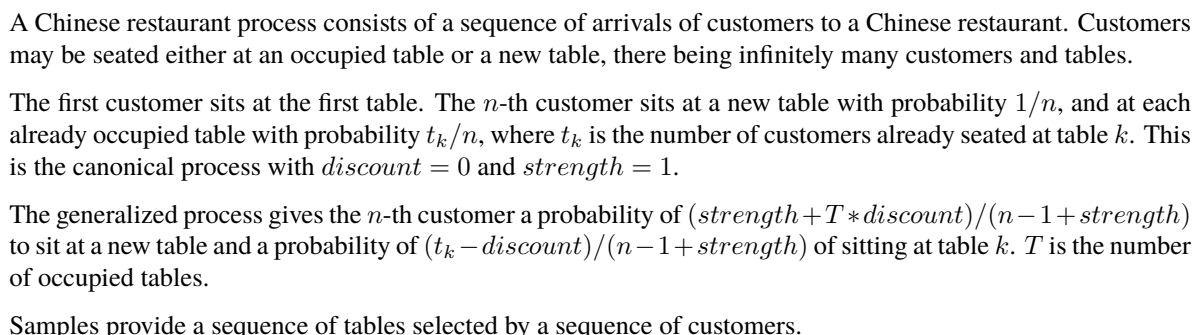 A Chinese restaurant process consists of a sequence of arrivals of customers to a Chinese restaurant. Customers
may be seated either at an occupied table or a new table, there being infinitely many customers and tables.
The first customer sits at the first table. The n-th customer sits at a new table with probability 1/n, and at each
already occupied table with probability t_k/n, where t_k is the number of customers already seated at table k. This
is the canonical process with discount = 0 and strength = 1.
The generalized process gives the n-th customer a probability of (strength+T*discount)/(n−1+strength)
to sit at a new table and a probability of (t_k−discount)/(n−1+strength) of sitting at table k. T is the number
of occupied tables.
Samples provide a sequence of tables selected by a sequence of customers.